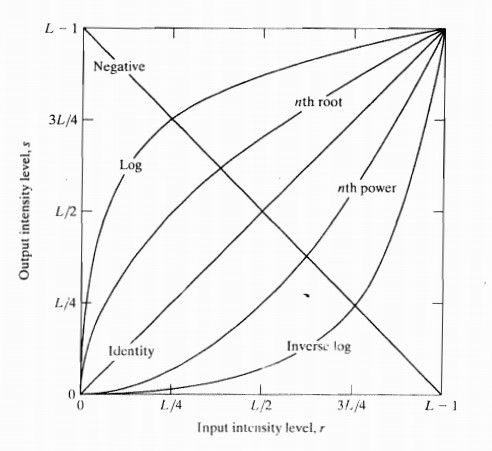 L − 1
Negative
nth root
3L/4
Log
nth power
L/2
Output intensity level, s
L/4
Identity
Inverse log
0
0
L/4
L/2
3L/4
L − 1
Input intensity level, r